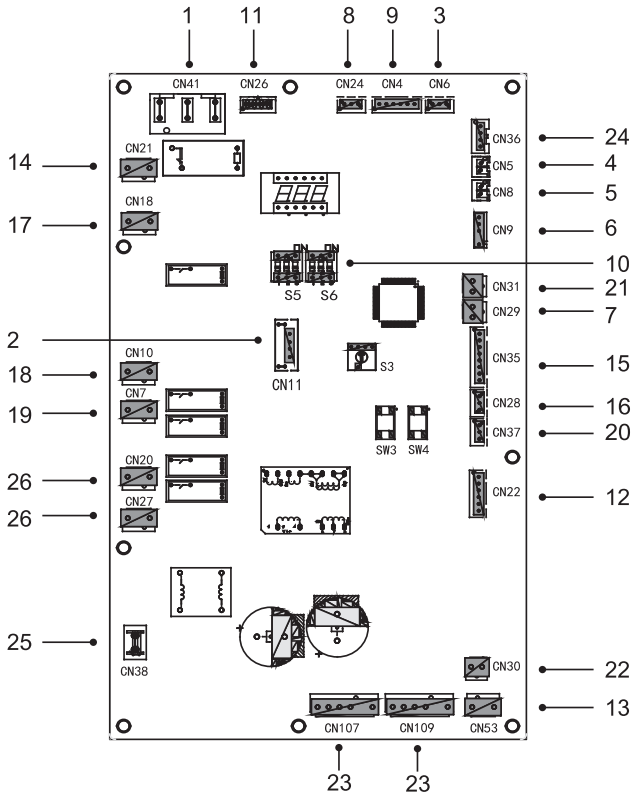 1 11 8 9 3
CN41 CN26 CN24 CN4 CN6
CN36 24
14 CN21 CN5 4
CN8 5
17 CN18 CN9 6
ON ON 10
S5 S6
CN31 21
CN29 7
2 CN11 S3 CN35 15
18 CN10
19 CN7 CN28 16
CN37 20
SW3 SW4
26 CN20 CN22 12
26 CN27
25 CN38
CN30 22
13
CN107 CN109 CN53
23 23